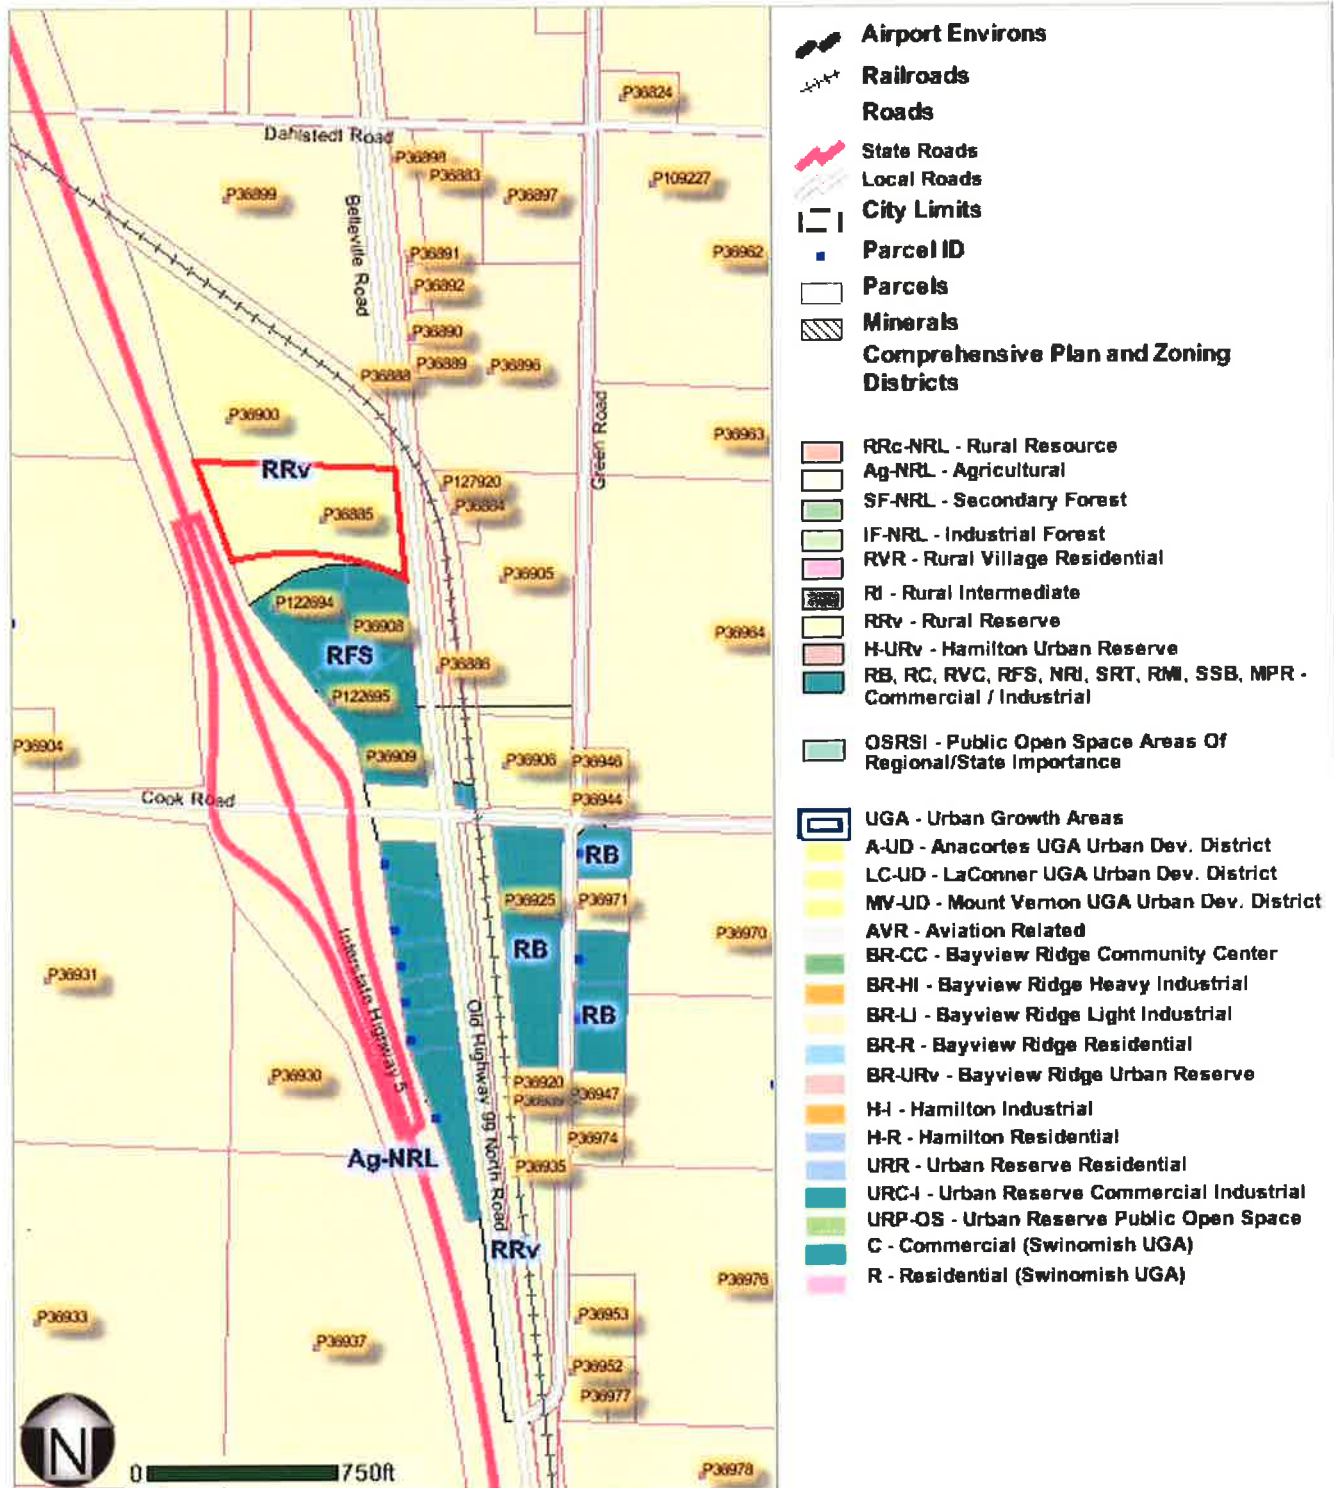 P36824
Dahlstedt Road
P36898
P36883
P36899
P36897
P109227
Belleville Road
P36891
P36962
P36892
P36890
P36889
P36896
P36888
P36900
P36963
Green Road
RRv
P127920
P36884
P36885
P36905
P122694
P36908
P36964
RFS
P36886
P122695
P36904
P36909
P36906
P36946
Cook Road
P36944
RB
P36925
P36971
P36970
RB
P36931
Interstate Highway 5
Old Highway 99 North Road
RB
P36930
P36920
P36947
P36974
Ag-NRL
P36935
RRv
P36976
P36933
P36953
P36937
P36952
P36977
N
0
750ft
P36978
Airport Environs
Railroads
Roads
State Roads
Local Roads
City Limits
Parcel ID
Parcels
Minerals
Comprehensive Plan and Zoning
Districts
RRc-NRL - Rural Resource
Ag-NRL - Agricultural
SF-NRL - Secondary Forest
IF-NRL - Industrial Forest
RVR - Rural Village Residential
RI - Rural Intermediate
RRv - Rural Reserve
H-URv - Hamilton Urban Reserve
RB, RC, RVC, RFS, NRI, SRT, RMI, SSB, MPR -
Commercial / Industrial
OSRSI - Public Open Space Areas Of
Regional/State Importance
UGA - Urban Growth Areas
A-UD - Anacortes UGA Urban Dev. District
LC-UD - LaConner UGA Urban Dev. District
MV-UD - Mount Vernon UGA Urban Dev. District
AVR - Aviation Related
BR-CC - Bayview Ridge Community Center
BR-HI - Bayview Ridge Heavy Industrial
BR-LI - Bayview Ridge Light Industrial
BR-R - Bayview Ridge Residential
BR-URv - Bayview Ridge Urban Reserve
H-I - Hamilton Industrial
H-R - Hamilton Residential
URR - Urban Reserve Residential
URC-I - Urban Reserve Commercial Industrial
URP-OS - Urban Reserve Public Open Space
C - Commercial (Swinomish UGA)
R - Residential (Swinomish UGA)